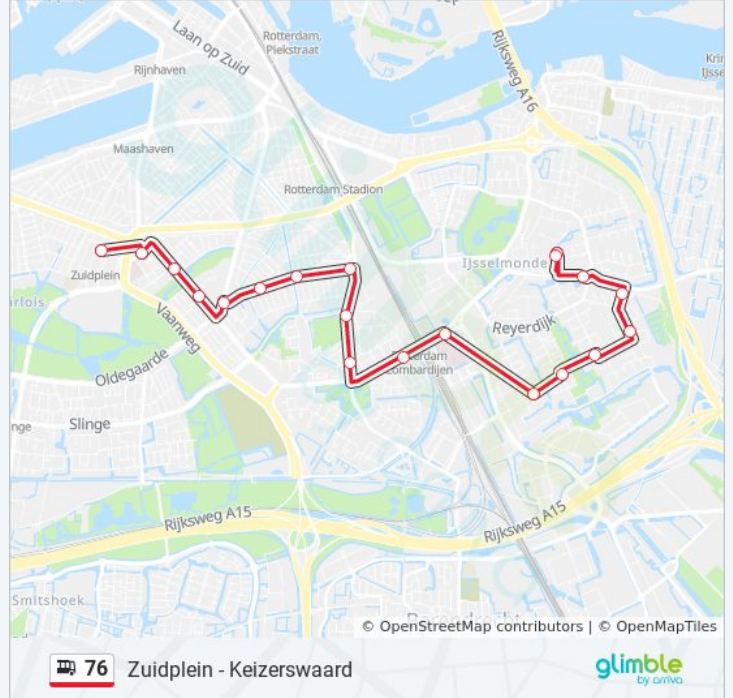 Laan op Zuid
Rotterdam,
Piekstraat
Rijksweg A16
Rijnhaven
Maashaven
Rotterdam Stadion
Zuidplein
IJsselmonde
Vaanweg
Reyerdijk
Oldegaarde
Lombardijen
Slinge
Rijksweg A15
Rijksweg A15
Smitshoek
© OpenStreetMap contributors | © OpenMapTiles
76 Zuidplein - Keizerswaard
glimble
by arriva